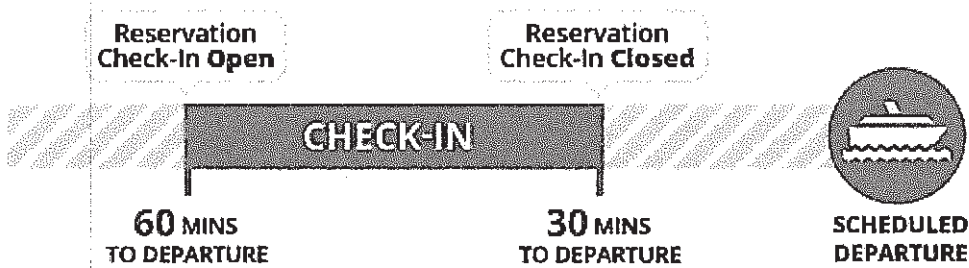 Reservation
Check-In Open
Reservation
Check-In Closed
CHECK-IN
60 MINS
TO DEPARTURE
30 MINS
TO DEPARTURE
SCHEDULED
DEPARTURE